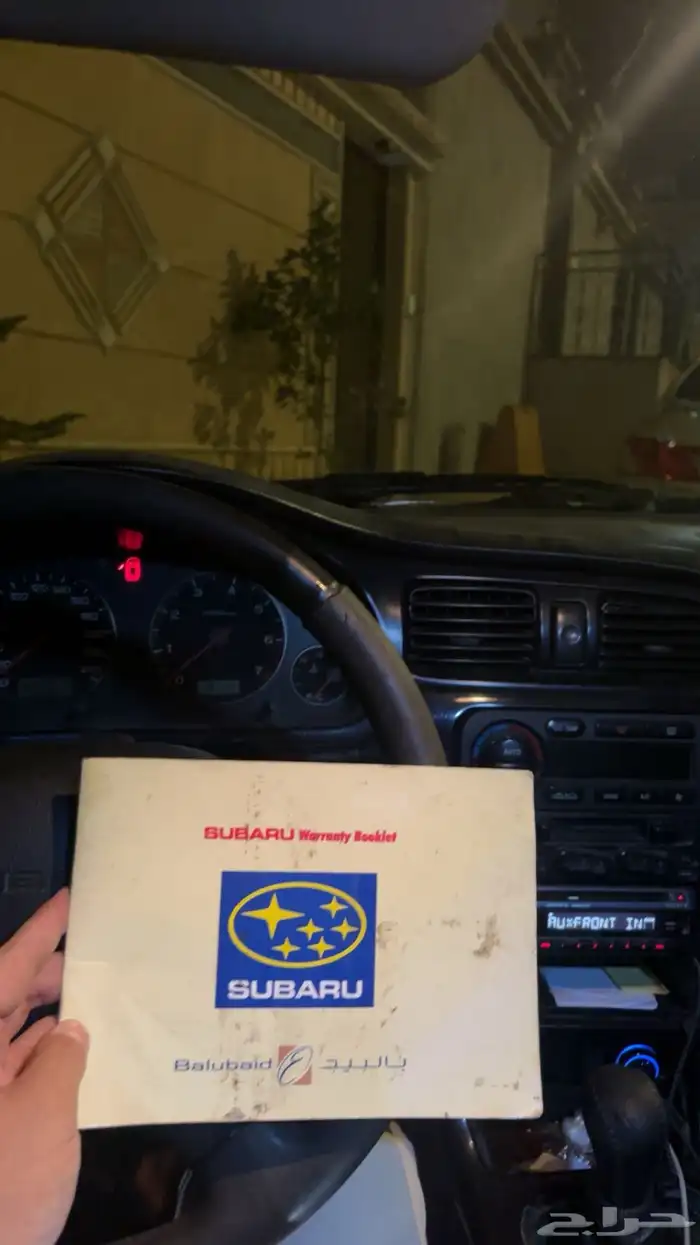 AUXFRONT IN
SUBARU Warranty Booklet
SUBARU
Balubaid بالبيد
حراج